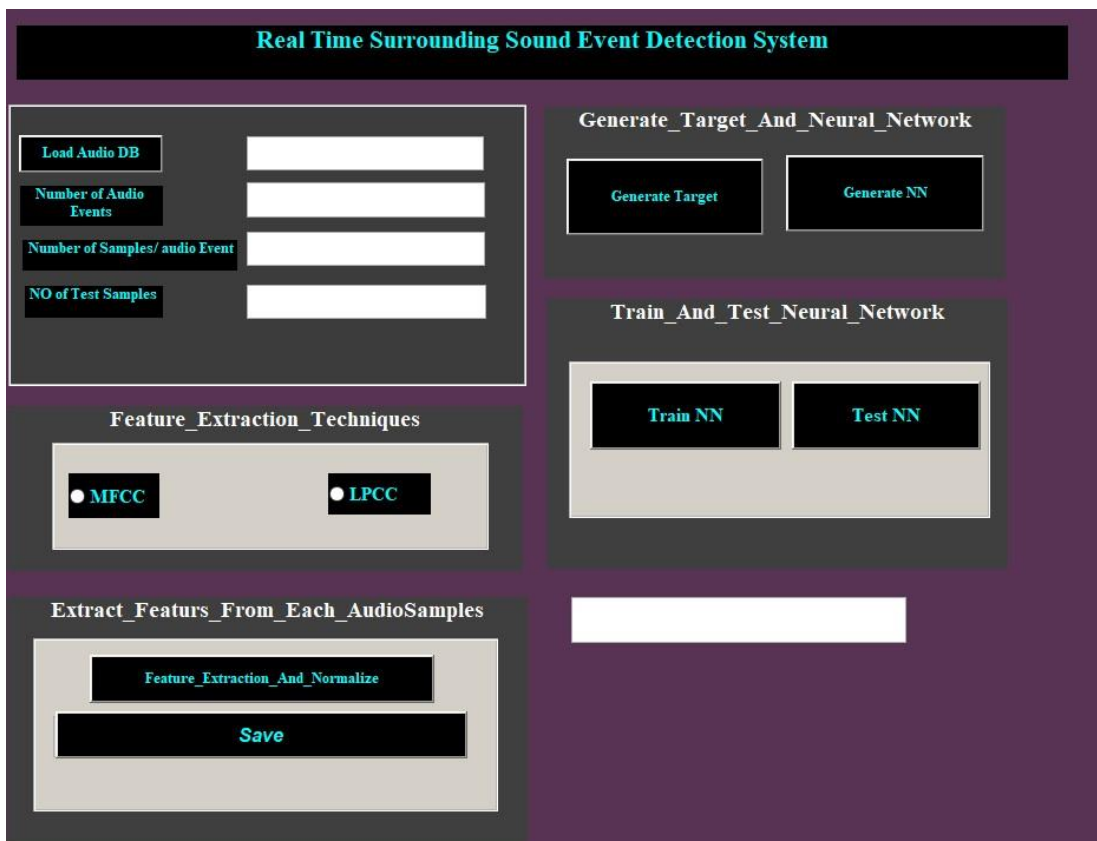 Real Time Surrounding Sound Event Detection System
Load Audio DB
Number of Audio
Events
Number of Samples/ audio Event
NO of Test Samples
Feature_Extraction_Techniques
MFCC
LPCC
Extract_Featurs_From_Each_AudioSamples
Feature_Extraction_And_Normalize
Save
Generate_Target_And_Neural_Network
Generate Target
Generate NN
Train_And_Test_Neural_Network
Train NN
Test NN